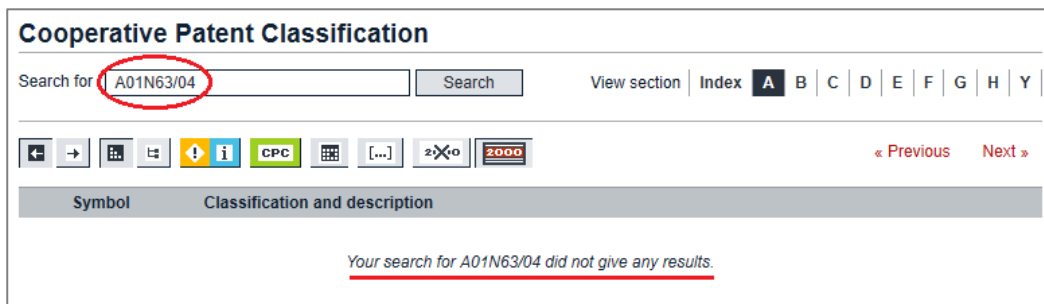 Cooperative Patent Classification
Search for A01N63/04 Search View section Index A B C D E F G H Y
i CPC [...] 2000 « Previous Next »
Symbol Classification and description
Your search for A01N63/04 did not give any results.